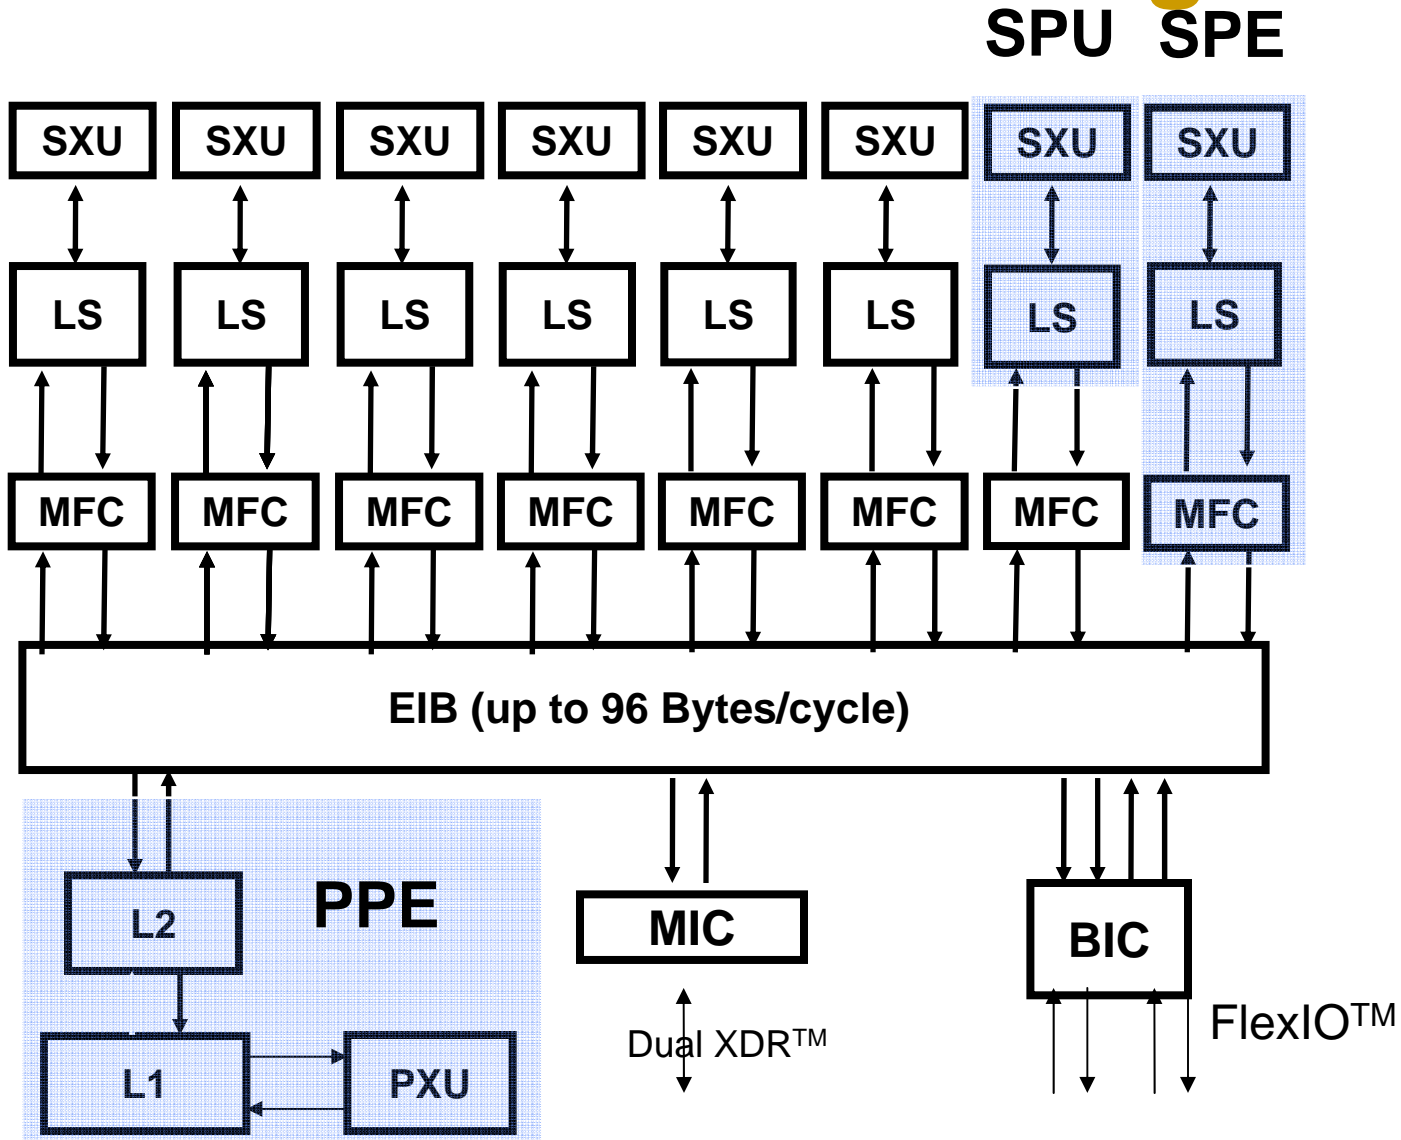 SPU SPE
SXU SXU SXU SXU SXU SXU SXU SXU
LS LS LS LS LS LS LS LS
MFC MFC MFC MFC MFC MFC MFC MFC
EIB (up to 96 Bytes/cycle)
PPE
L2
MIC
BIC
FlexIO™
Dual XDR™
L1
PXU